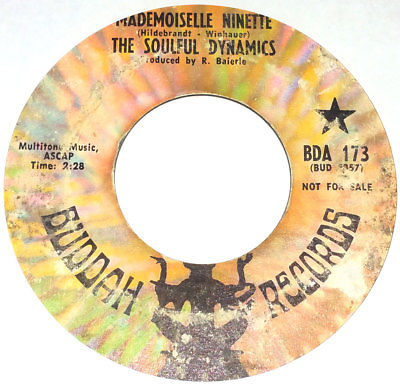 MADEMOISELLE NINETTE
(Hildebrandt - Winhauer)
THE SOULFUL DYNAMICS
Produced by R. Baierle
Multitone Music,
ASCAP
Time: 2:28
BDA 173
NOT FOR SALE
BUDDAH RECORDS